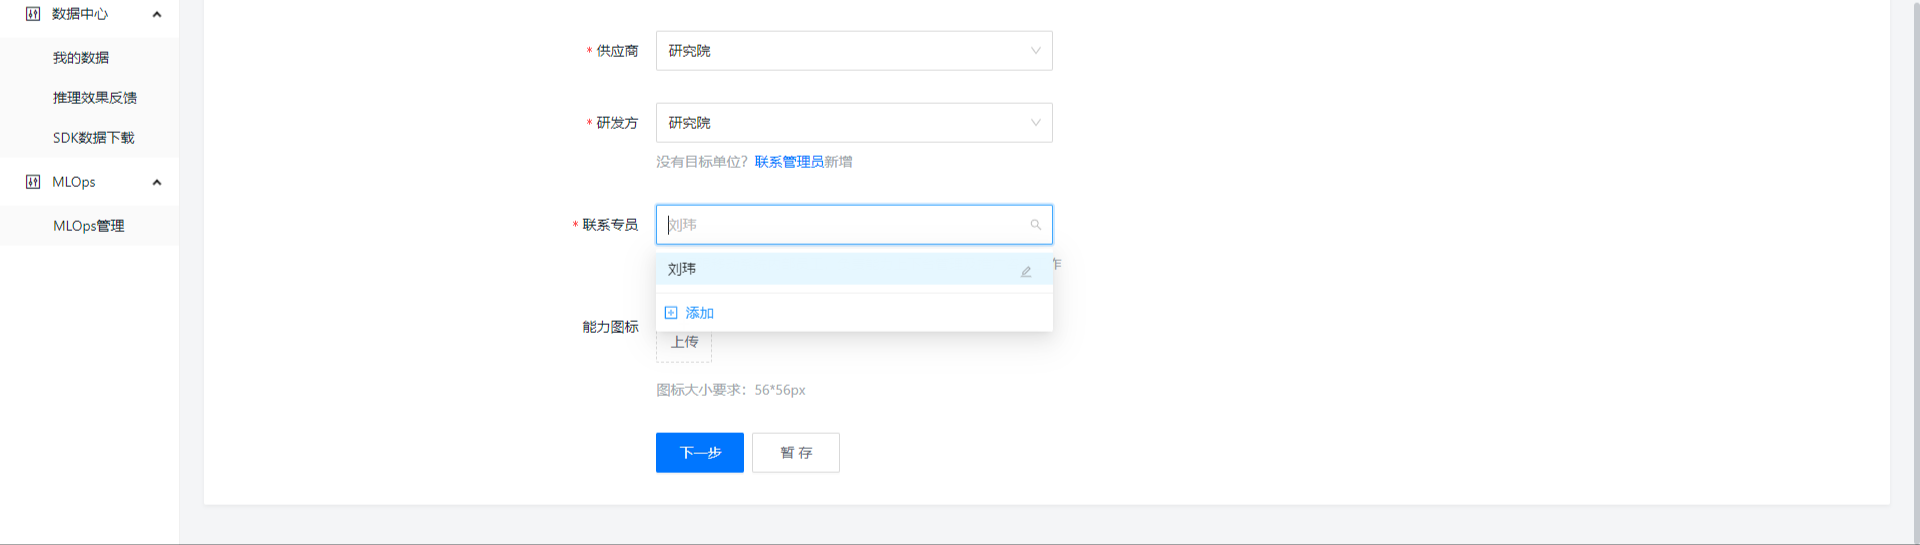 数据中心
我的数据
推理效果反馈
SDK数据下载
MLOps
MLOps管理
* 供应商
研究院
* 研发方
研究院
没有目标单位？联系管理员新增
* 联系专员
刘玮
刘玮
作
添加
能力图标
上传
图标大小要求：56*56px
下一步
暂 存